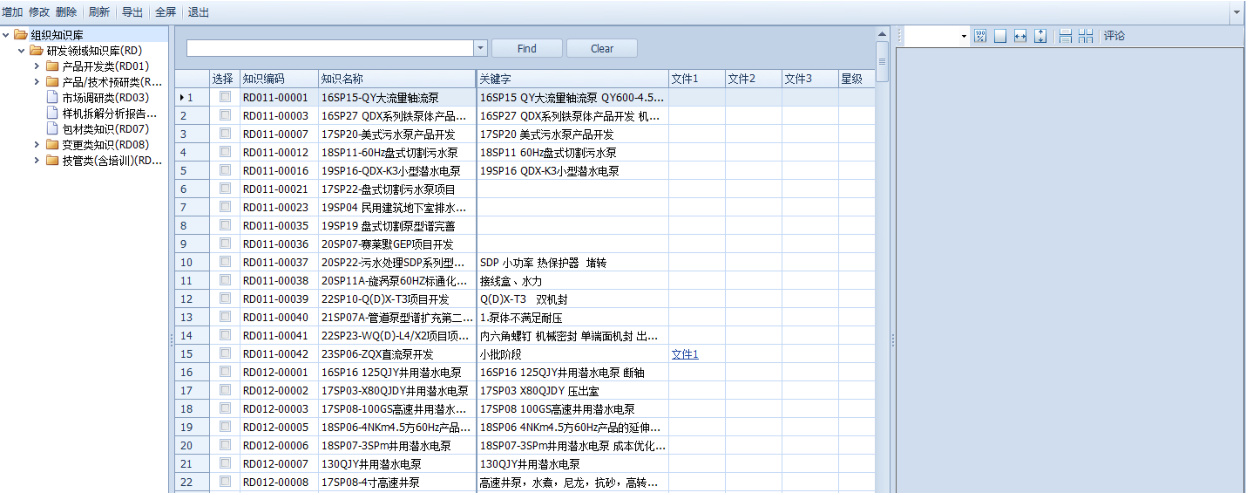 增加 修改 删除 刷新 导出 全屏 退出
组织知识库
研发领域知识库(RD)
产品开发类(RD01)
产品/技术预研类(R...
市场调研类(RD03)
样机拆解分析报告...
包材类知识(RD07)
变更类知识(RD08)
技管类(含培训)(RD...
Find Clear
评论
选择 知识编码 知识名称 关键字 文件1 文件2 文件3 星级
1 RD011-00001 16SP15-QY大流量轴流泵 16SP15 QY大流量轴流泵 QY600-4.5...
2 RD011-00003 16SP27 QDX系列铁泵体产品... 16SP27 QDX系列铁泵体产品开发 机...
3 RD011-00007 17SP20-美式污水泵产品开发 17SP20 美式污水泵产品开发
4 RD011-00012 18SP11-60Hz盘式切割污水泵 18SP11 60Hz盘式切割污水泵
5 RD011-00016 19SP16-QDX-K3小型潜水电泵 19SP16 QDX-K3小型潜水电泵
6 RD011-00021 17SP22-盘式切割污水泵项目
7 RD011-00023 19SP04 民用建筑地下室排水...
8 RD011-00035 19SP19 盘式切割泵型谱完善
9 RD011-00036 20SP07-赛莱默GEP项目开发
10 RD011-00037 20SP22-污水处理SDP系列型... SDP 小功率 热保护器 堵转
11 RD011-00038 20SP11A-旋涡泵60HZ标通化... 接线盒、水力
12 RD011-00039 22SP10-Q(D)X-T3项目开发 Q(D)X-T3 双机封
13 RD011-00040 21SP07A-管道泵型谱扩充第二... 1.泵体不满足耐压
14 RD011-00041 22SP23-WQ(D)-L4/X2项目项... 内六角螺钉 机械密封 单端面机封 出...
15 RD011-00042 23SP06-ZQX直流泵开发 小批阶段 文件1
16 RD012-00001 16SP16 125QJY井用潜水电泵 16SP16 125QJY井用潜水电泵 断轴
17 RD012-00002 17SP03-X80QJDY井用潜水电泵 17SP03 X80QJDY 压出室
18 RD012-00003 17SP08-100GS高速井用潜水... 17SP08 100GS高速井用潜水电泵
19 RD012-00005 18SP06-4NKm4.5方60Hz产品... 18SP06 4NKm4.5方60Hz产品的延伸...
20 RD012-00006 18SP07-3SPm井用潜水电泵 18SP07-3SPm井用潜水电泵 成本优化...
21 RD012-00007 130QJY井用潜水电泵 130QJY井用潜水电泵
22 RD012-00008 17SP08-4寸高速井泵 高速井泵，水煮，尼龙，抗砂，高转...